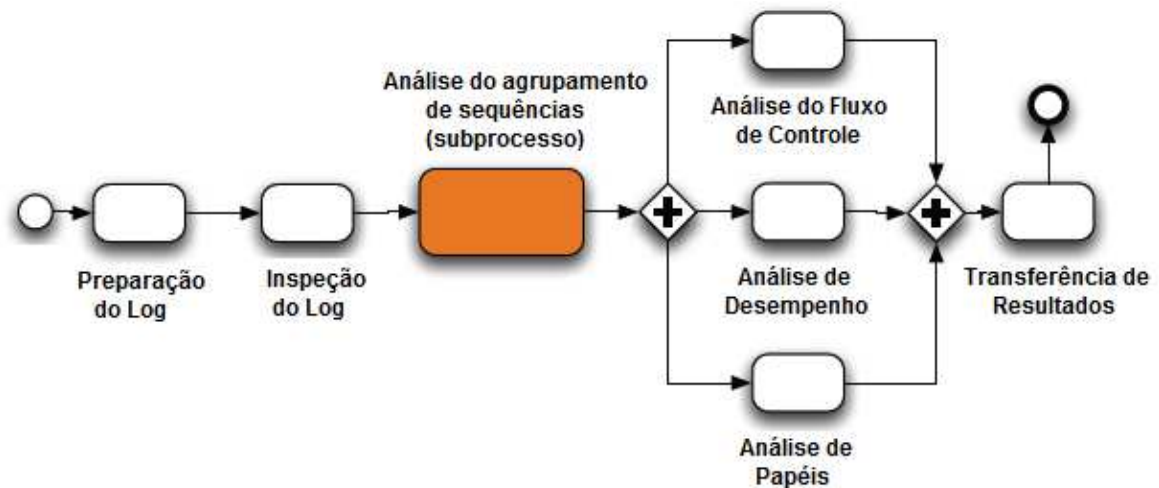 Análise do agrupamento
de sequências
(subprocesso)
Análise do Fluxo
de Controle
Preparação
do Log
Inspeção
do Log
Análise de
Desempenho
Transferência de
Resultados
Análise de
Papéis